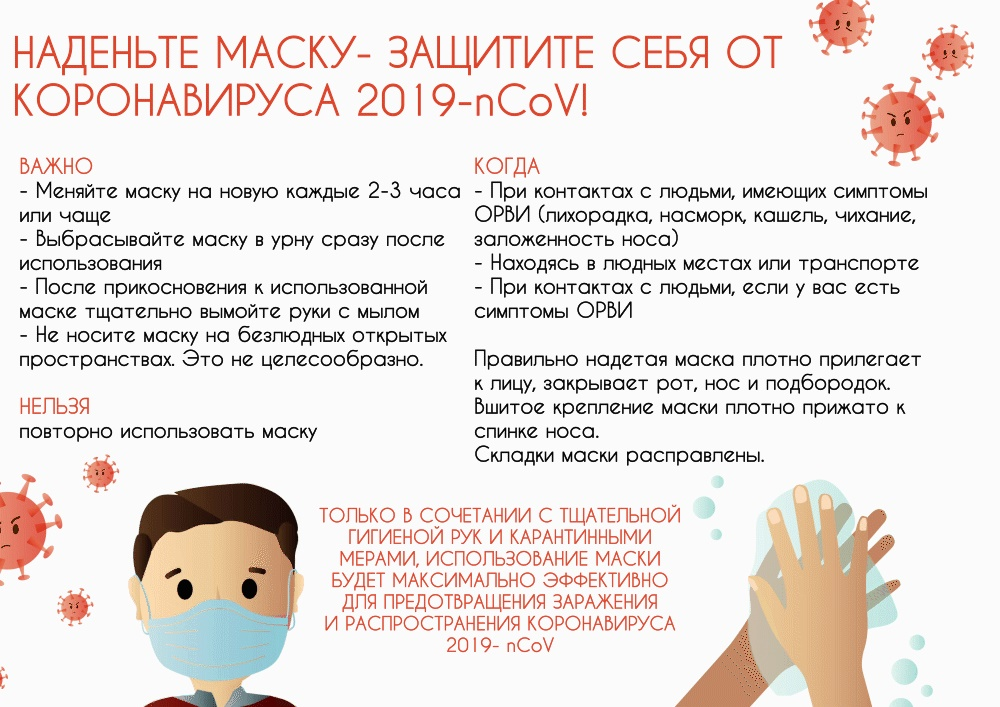 НАДЕНЬТЕ МАСКУ- ЗАЩИТИТЕ СЕБЯ ОТ
КОРОНАВИРУСА 2019-nCoV!
ВАЖНО
- Меняйте маску на новую каждые 2-3 часа
или чаще
- Выбрасывайте маску в урну сразу после
использования
- После прикосновения к использованной
маске тщательно вымойте руки с мылом
- Не носите маску на безлюдных открытых
пространствах. Это не целесообразно.
НЕЛЬЗЯ
повторно использовать маску
КОГДА
- При контактах с людьми, имеющих симптомы
ОРВИ (лихорадка, насморк, кашель, чихание,
заложенность носа)
- Находясь в людных местах или транспорте
- При контактах с людьми, если у вас есть
симптомы ОРВИ
Правильно надетая маска плотно прилегает
к лицу, закрывает рот, нос и подбородок.
Вшитое крепление маски плотно прижато к
спинке носа.
Складки маски расправлены.
ТОЛЬКО В СОЧЕТАНИИ С ТЩАТЕЛЬНОЙ
ГИГИЕНОЙ РУК И КАРАНТИННЫМИ
МЕРАМИ, ИСПОЛЬЗОВАНИЕ МАСКИ
БУДЕТ МАКСИМАЛЬНО ЭФФЕКТИВНО
ДЛЯ ПРЕДОТВРАЩЕНИЯ ЗАРАЖЕНИЯ
И РАСПРОСТРАНЕНИЯ КОРОНАВИРУСА
2019- nCoV